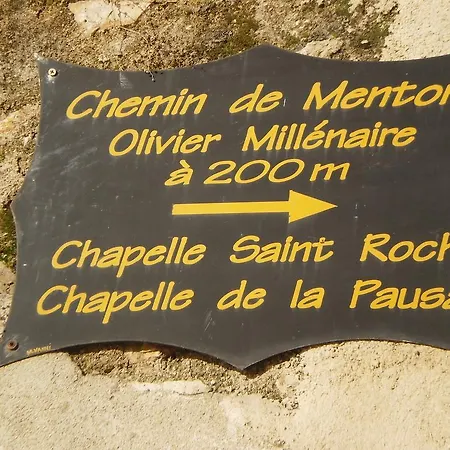 Chemin de Menton
Olivier Millénaire
à 200 m
Chapelle Saint Roch
Chapelle de la Pausa